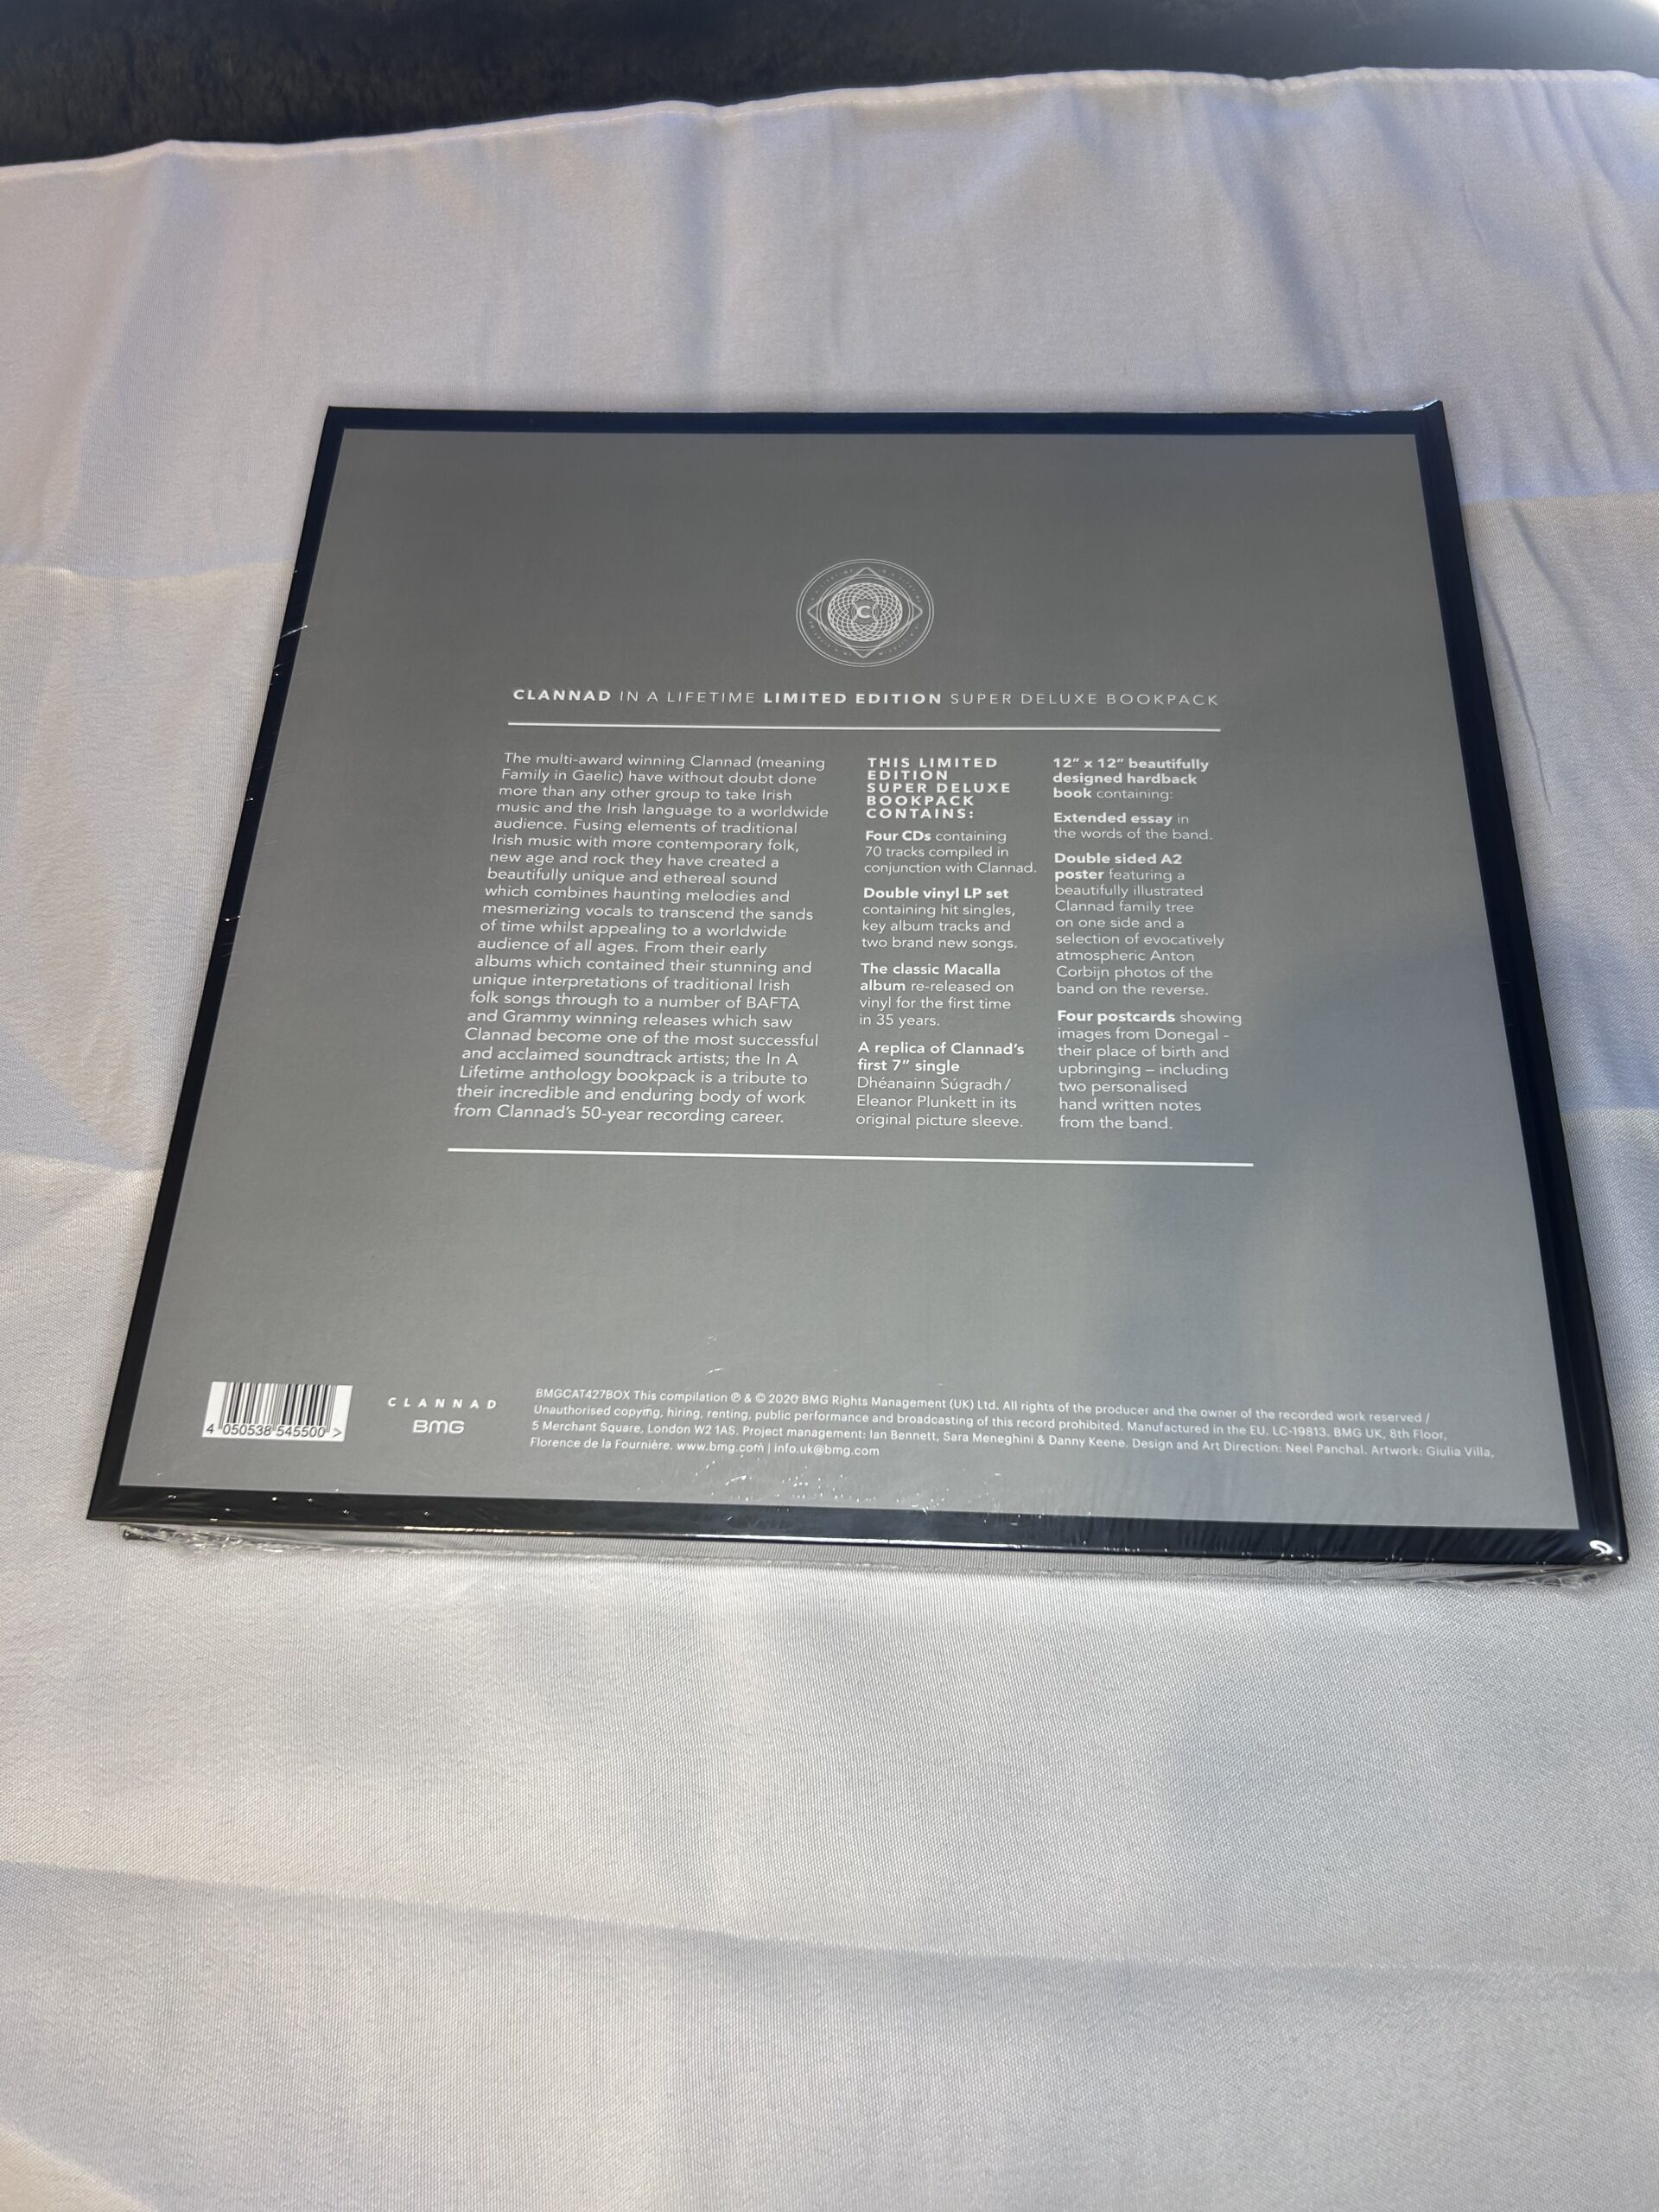 C
CLANNAD IN A LIFETIME LIMITED EDITION SUPER DELUXE BOOKPACK
The multi-award winning Clannad (meaning
Family in Gaelic) have without doubt done
more than any other group to take Irish
music and the Irish language to a worldwide
audience. Fusing elements of traditional
Irish music with more contemporary folk,
new age and rock they have created a
beautifully unique and ethereal sound
which combines haunting melodies and
mesmerizing vocals to transcend the sands
of time whilst appealing to a worldwide
audience of all ages. From their early
albums which contained their stunning and
unique interpretations of traditional Irish
folk songs through to a number of BAFTA
and Grammy winning releases which saw
Clannad become one of the most successful
and acclaimed soundtrack artists; the In A
Lifetime anthology bookpack is a tribute to
their incredible and enduring body of work
from Clannad's 50-year recording career.
THIS LIMITED
EDITION
SUPER DELUXE
BOOKPACK
CONTAINS:
Four CDs containing
70 tracks compiled in
conjunction with Clannad.
Double vinyl LP set
containing hit singles,
key album tracks and
two brand new songs.
The classic Macalla
album re-released on
vinyl for the first time
in 35 years.
A replica of Clannad's
first 7" single
Dhéanainn Súgradh/
Eleanor Plunkett in its
original picture sleeve.
12" x 12" beautifully
designed hardback
book containing:
Extended essay in
the words of the band.
Double sided A2
poster featuring a
beautifully illustrated
Clannad family tree
on one side and a
selection of evocatively
atmospheric Anton
Corbijn photos of the
band on the reverse.
Four postcards showing
images from Donegal -
their place of birth and
upbringing – including
two personalised
hand written notes
from the band.
4 050538 545500 >
CLANNAD
BMG
BMGCAT427BOX This compilation ℗ & © 2020 BMG Rights Management (UK) Ltd. All rights of the producer and the owner of the recorded work reserved /
Unauthorised copying, hiring, renting, public performance and broadcasting of this record prohibited. Manufactured in the EU. LC-19813. BMG UK, 8th Floor,
5 Merchant Square, London W2 1AS. Project management: Ian Bennett, Sara Meneghini & Danny Keene. Design and Art Direction: Neel Panchal. Artwork: Giulia Villa,
Florence de la Fournière. www.bmg.com | info.uk@bmg.com